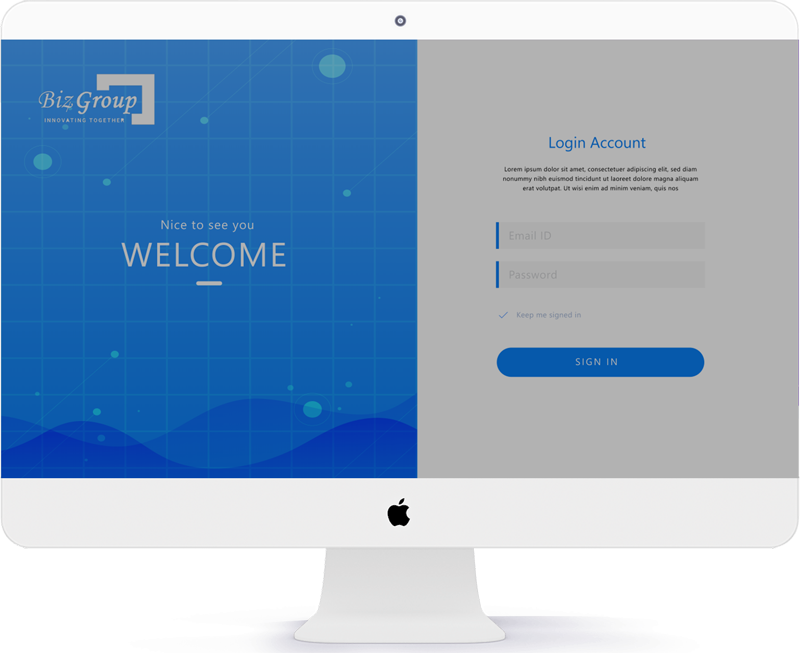 Biz Group
INNOVATING TOGETHER
Nice to see you
WELCOME
Login Account
Lorem ipsum dolor sit amet, consectetuer adipiscing elit, sed diam
nonummy nibh euismod tincidunt ut laoreet dolore magna aliquam
erat volutpat. Ut wisi enim ad minim veniam, quis nos
Email ID
Password
Keep me signed in
SIGN IN